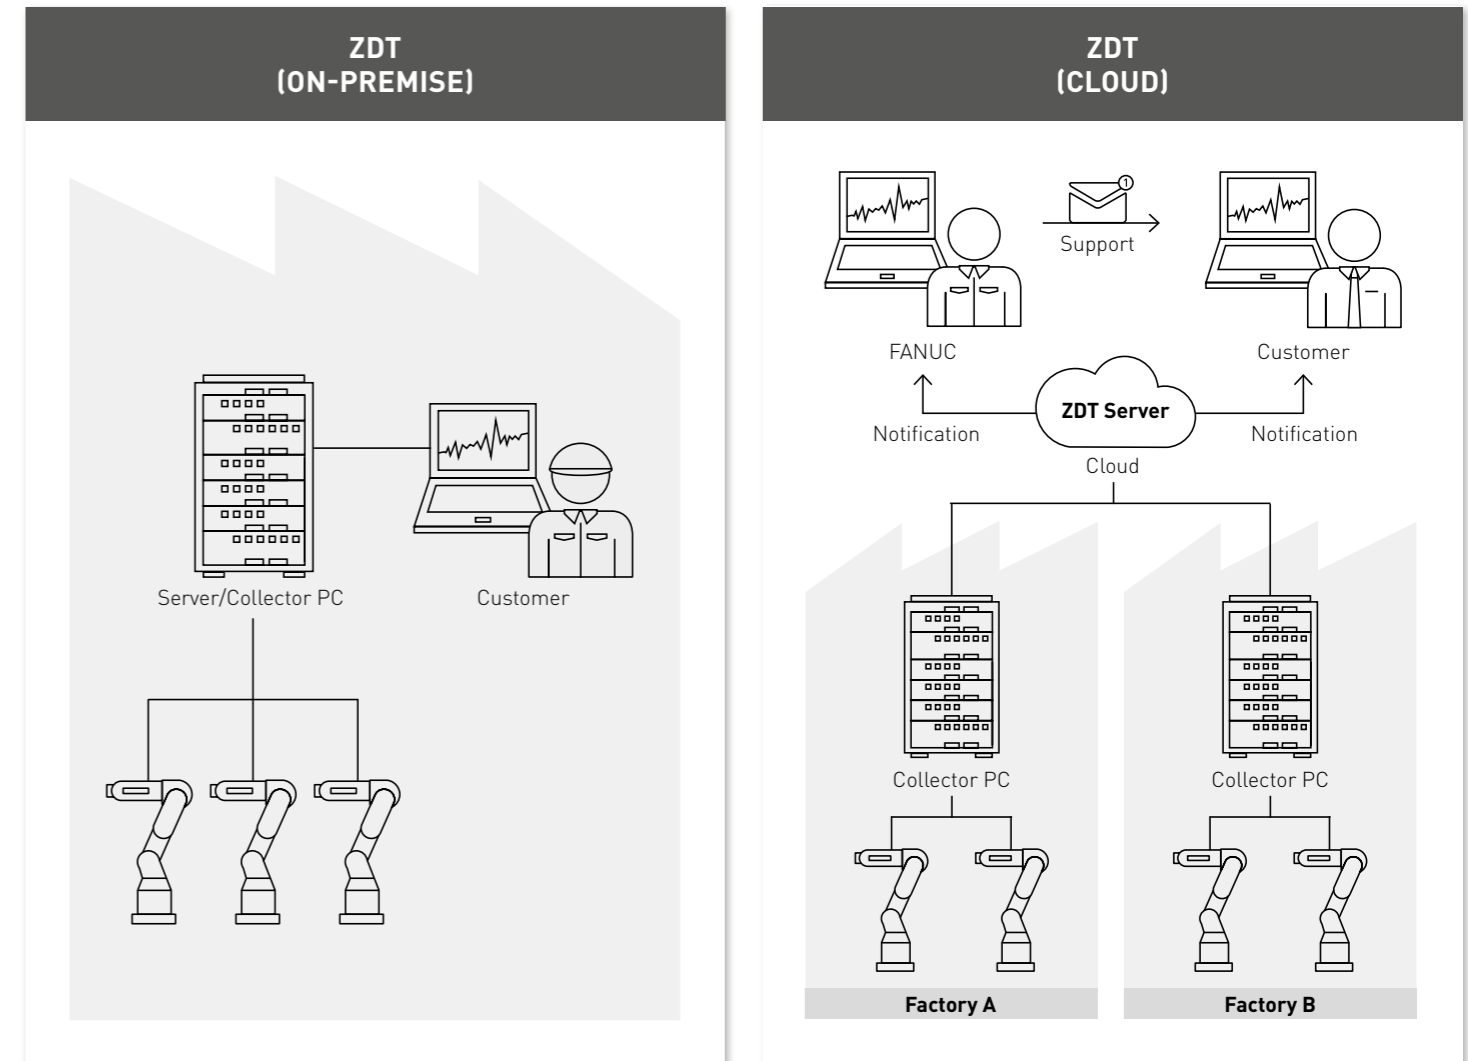 ZDT
(ON-PREMISE)
Server/Collector PC
Customer
ZDT
(CLOUD)
1
Support
FANUC
Customer
ZDT Server
Notification
Notification
Cloud
Collector PC
Collector PC
Factory A
Factory B